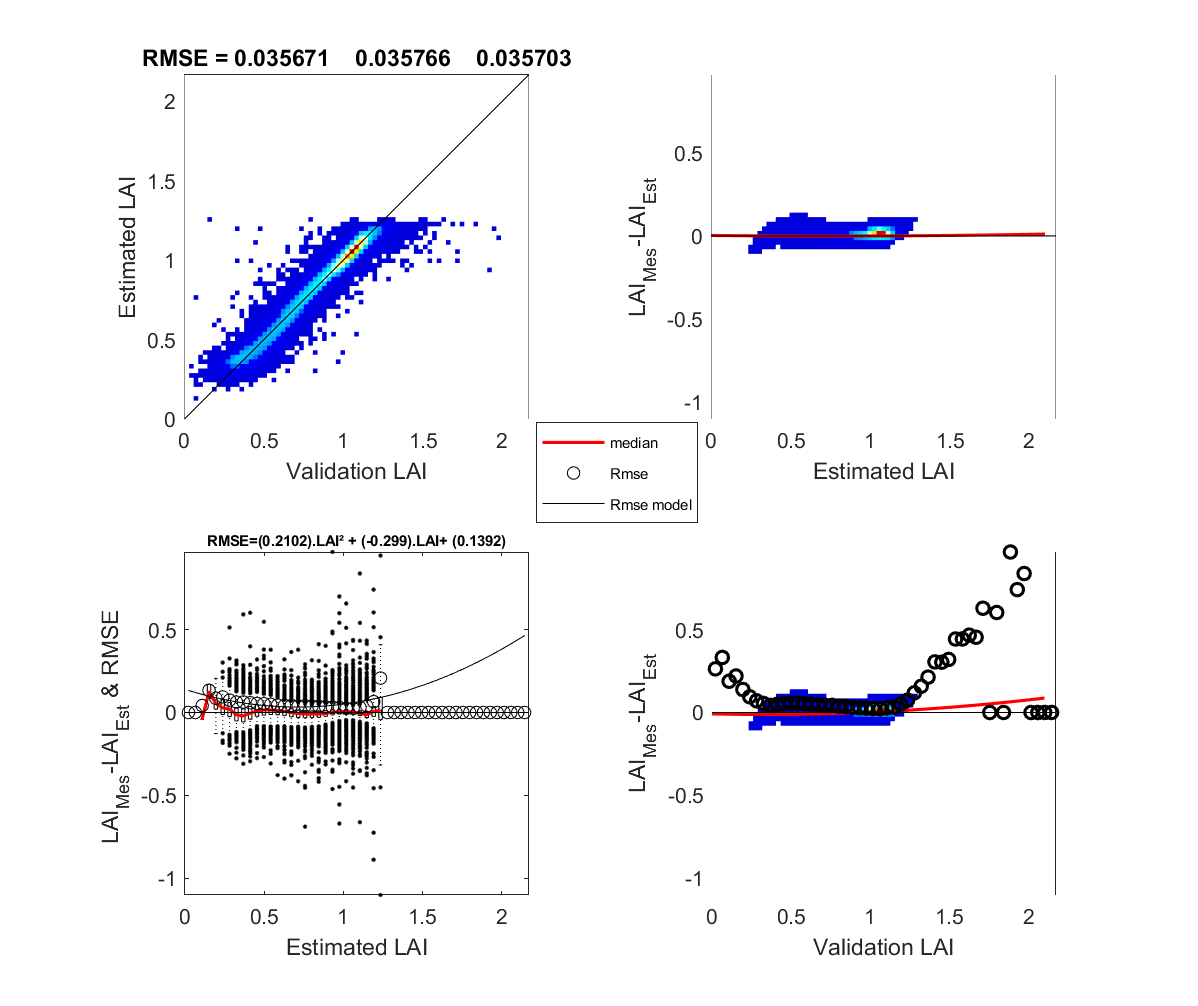 RMSE = 0.035671 0.035766 0.035703
2
1.5
1
0.5
0
0 0.5 1 1.5 2
Estimated LAI
Validation LAI
0.5
0
-0.5
-1
0 0.5 1 1.5 2
LAI_Mes-LAI_Est
Estimated LAI
median
Rmse
Rmse model
RMSE=(0.2102).LAI² + (-0.299).LAI+ (0.1392)
0.5
0
-0.5
-1
0 0.5 1 1.5 2
LAI_Mes-LAI_Est & RMSE
Estimated LAI
0.5
0
-0.5
-1
0 0.5 1 1.5 2
LAI_Mes-LAI_Est
Validation LAI